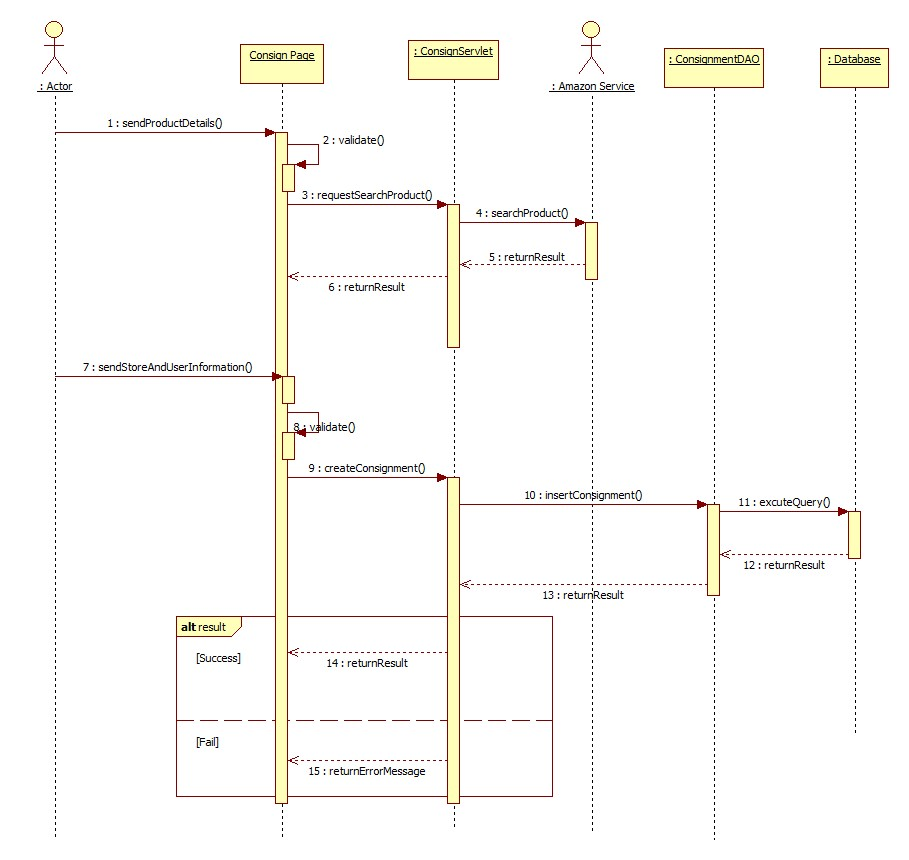 : Actor
Consign Page
: ConsignServlet
: Amazon Service
: ConsignmentDAO
: Database
1 : sendProductDetails()
2 : validate()
3 : requestSearchProduct()
4 : searchProduct()
5 : returnResult
6 : returnResult
7 : sendStoreAndUserInformation()
8 : validate()
9 : createConsignment()
10 : insertConsignment()
11 : excuteQuery()
12 : returnResult
13 : returnResult
alt result
[Success]
14 : returnResult
[Fail]
15 : returnErrorMessage